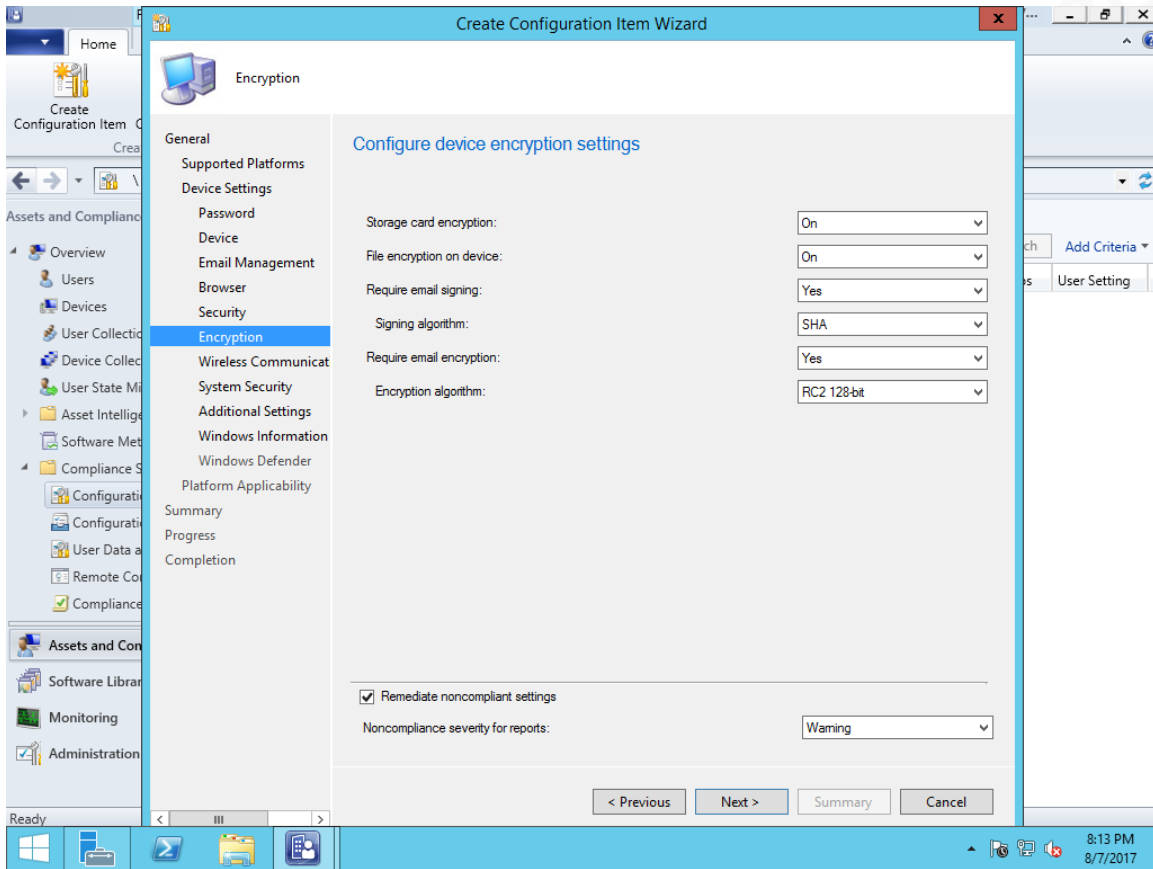 Create Configuration Item Wizard
Home
Create
Configuration Item
Crea
Assets and Complianc
Overview
Users
Devices
User Collectic
Device Collec
User State Mi
Asset Intellige
Software Met
Compliance S
Configurati
Configurati
User Data a
Remote Co
Compliance
Assets and Con
Software Librar
Monitoring
Administration
Ready
Encryption
General
Supported Platforms
Device Settings
Password
Device
Email Management
Browser
Security
Encryption
Wireless Communicat
System Security
Additional Settings
Windows Information
Windows Defender
Platform Applicability
Summary
Progress
Completion
Configure device encryption settings
Storage card encryption: On
File encryption on device: On
Require email signing: Yes
Signing algorithm: SHA
Require email encryption: Yes
Encryption algorithm: RC2 128-bit
Remediate noncompliant settings
Noncompliance severity for reports: Warning
< Previous Next > Summary Cancel
ch Add Criteria
User Setting
8:13 PM
8/7/2017